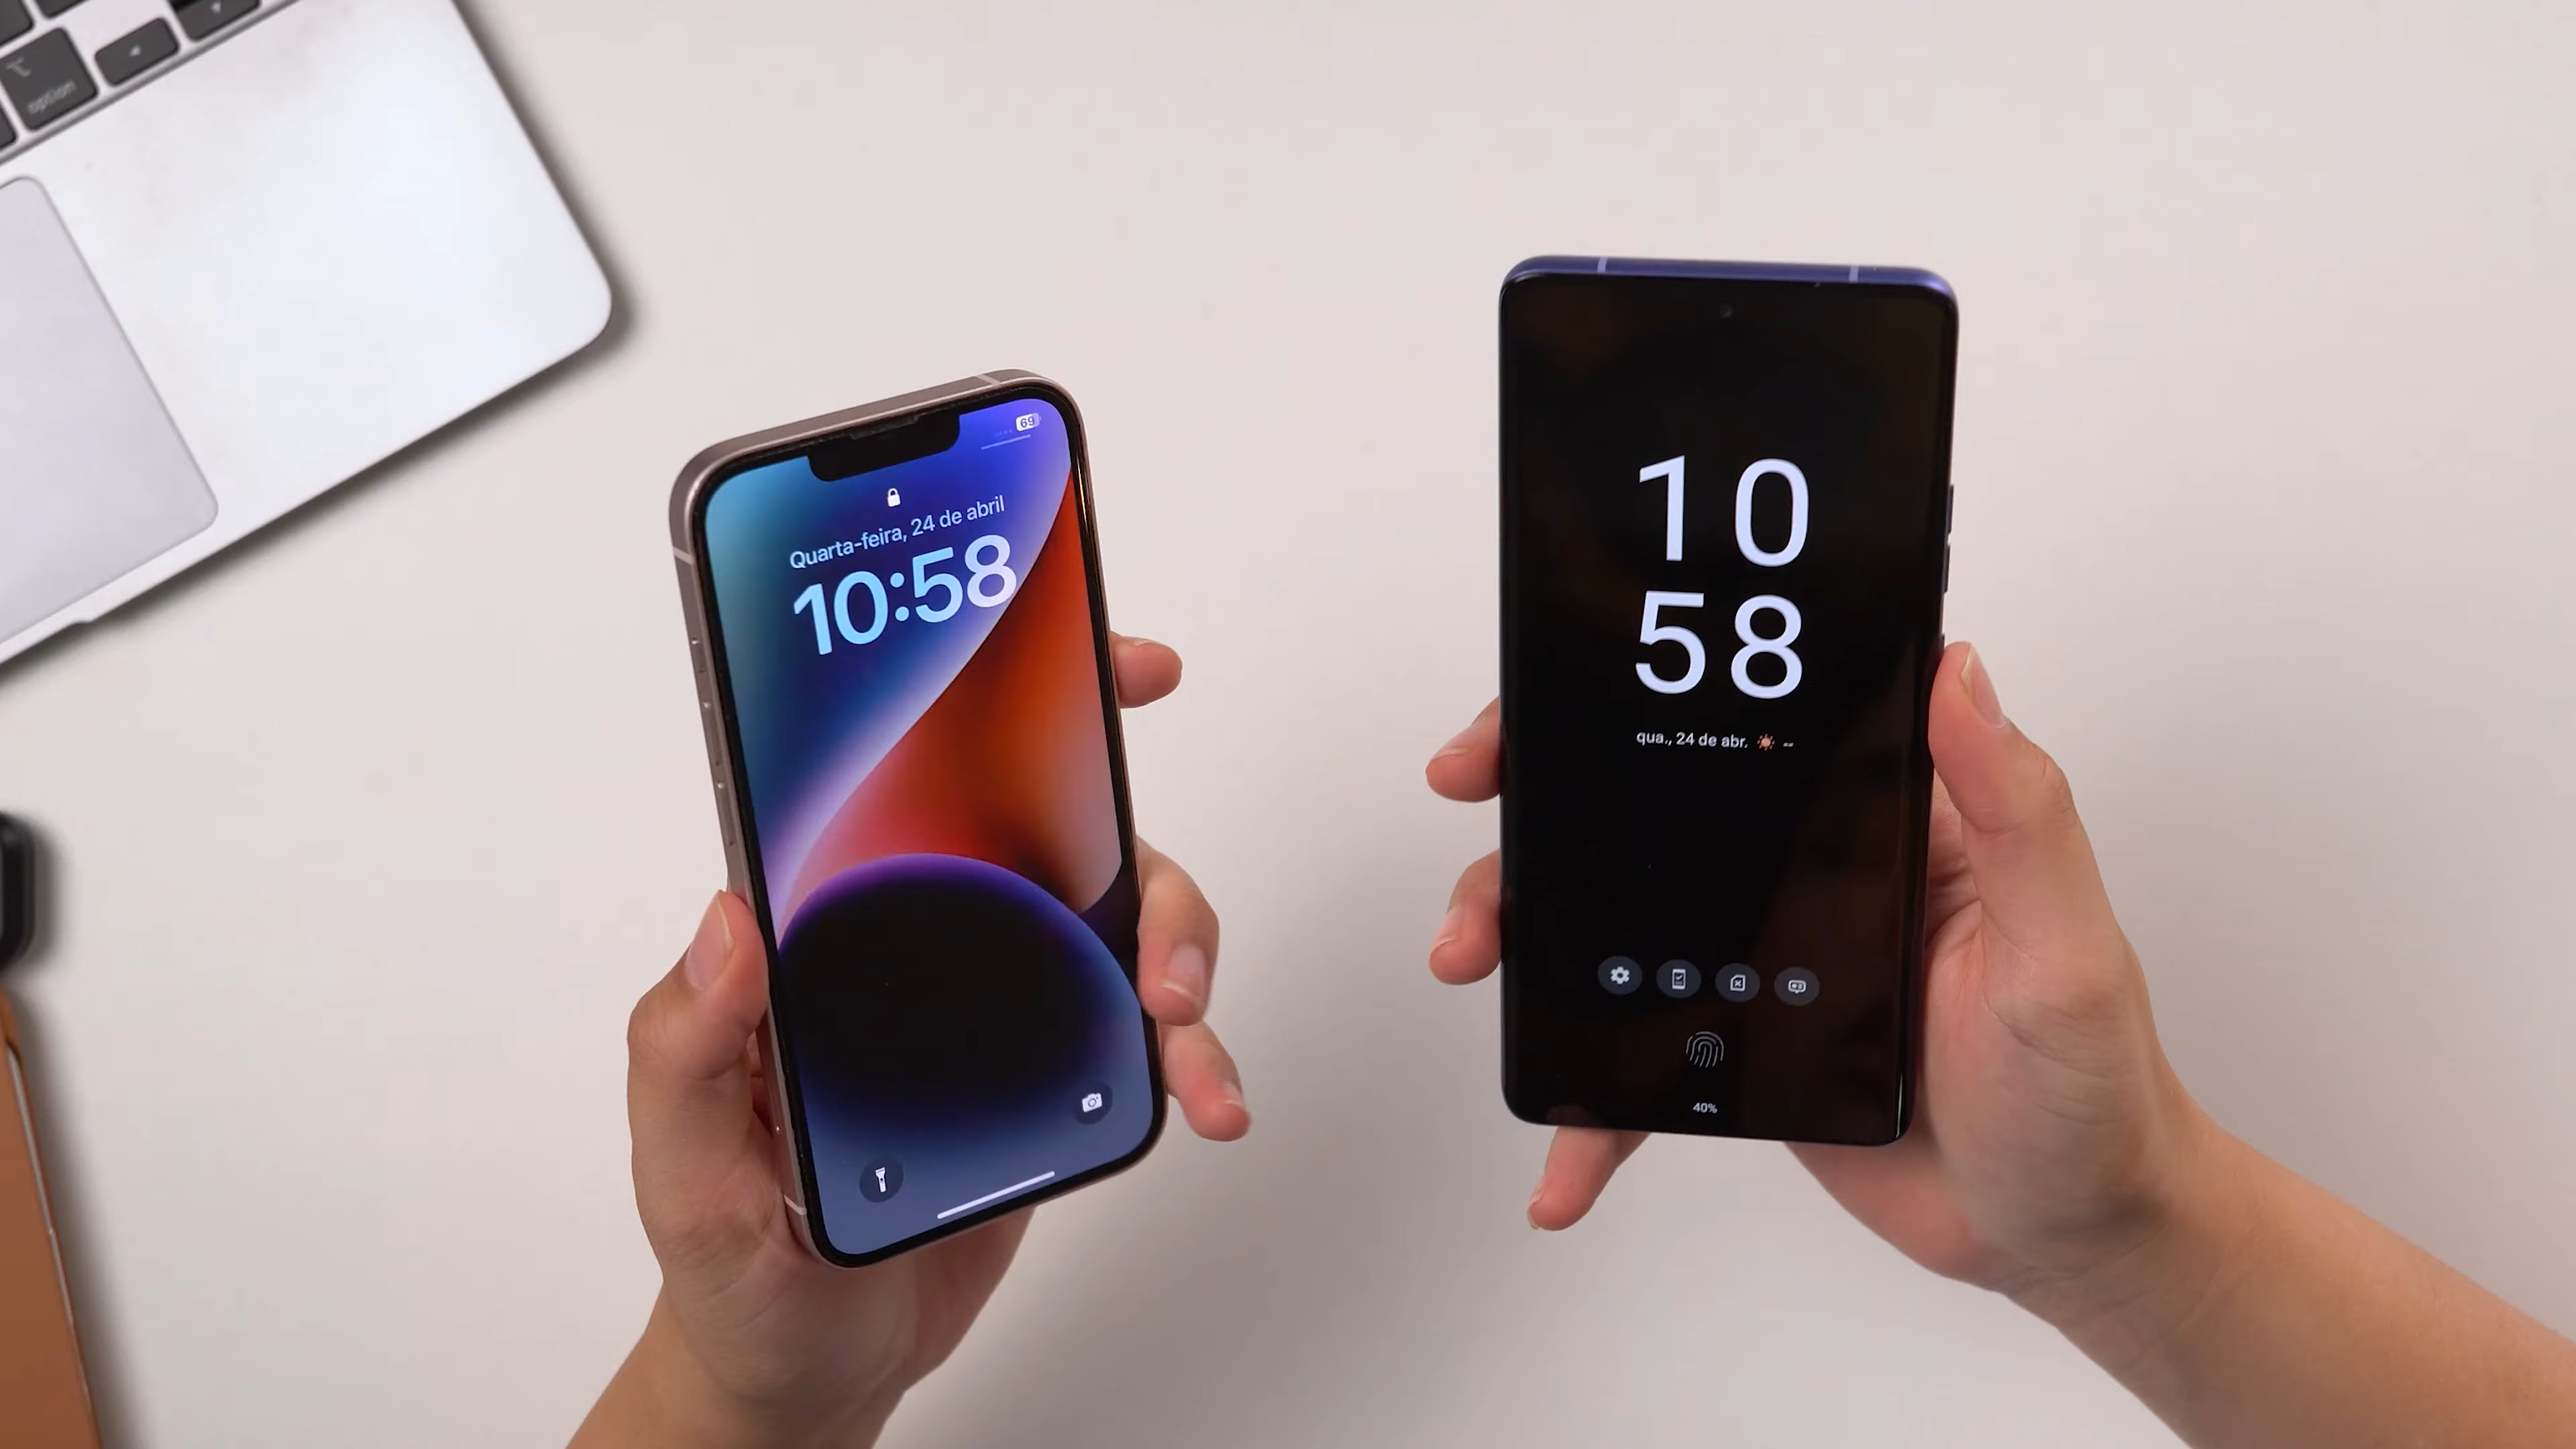 option
69
Quarta-feira, 24 de abril
10:58
10
58
qua., 24 de abr. --
40%